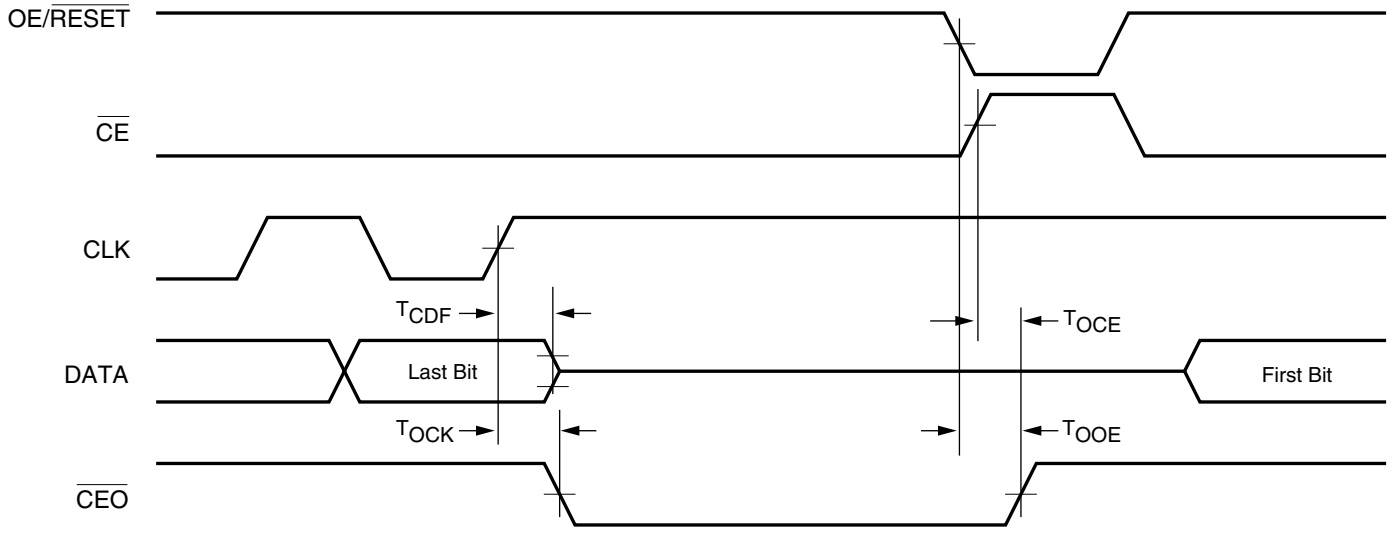 OE/RESET
CE
CLK
TCDF
TOCE
DATA
Last Bit
First Bit
TOCK
TOOE
CEO